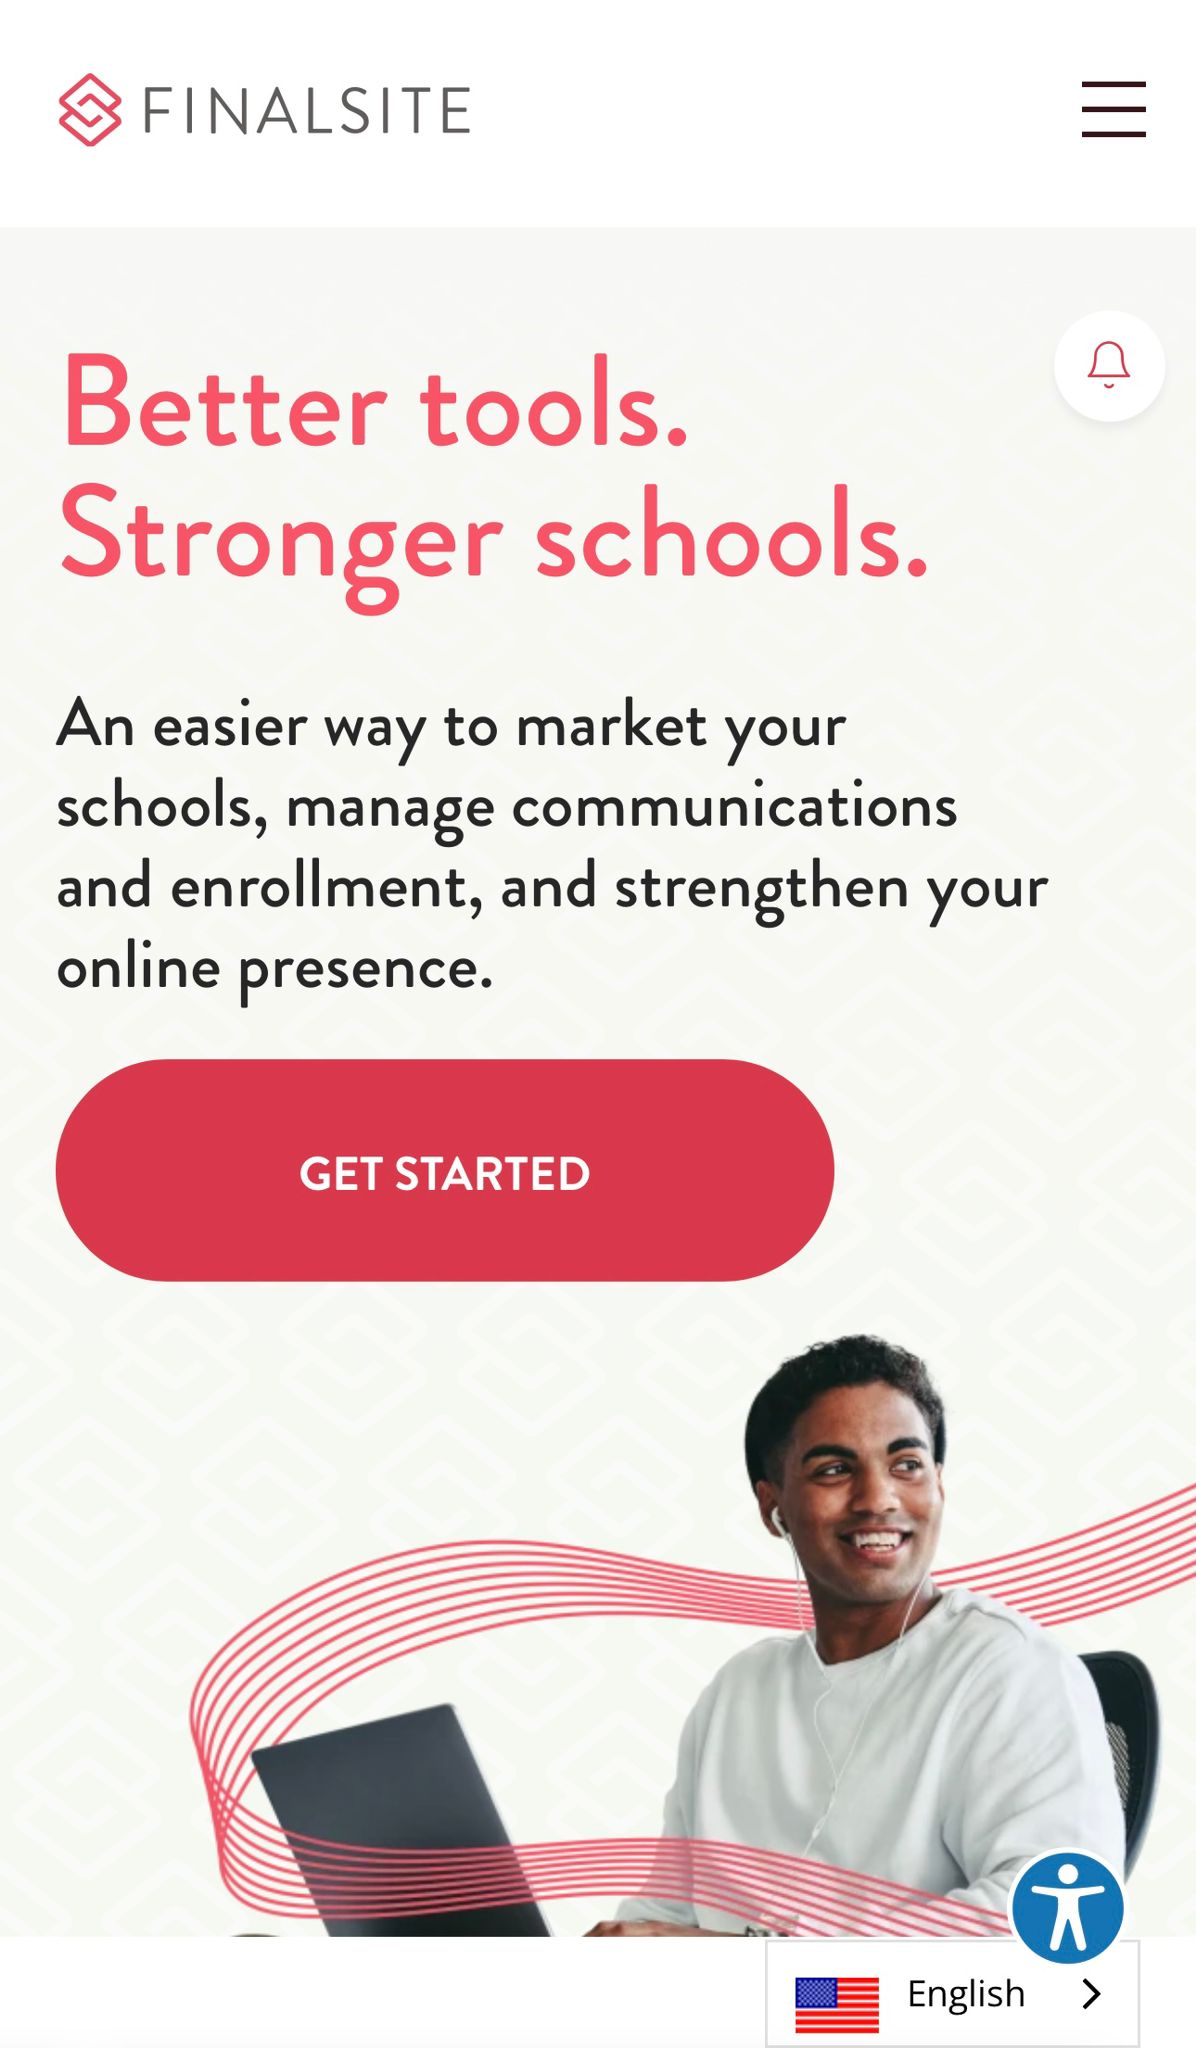 FINALSITE
Better tools.
Stronger schools.
An easier way to market your
schools, manage communications
and enrollment, and strengthen your
online presence.
GET STARTED
English